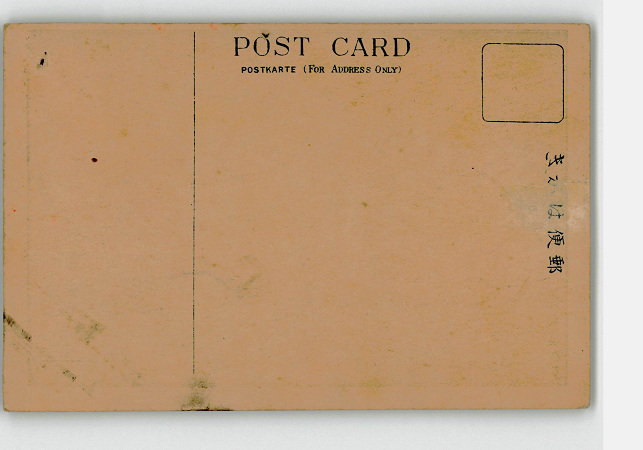 POST CARD
POSTKARTE (FOR ADDRESS ONLY)
郵便はかき